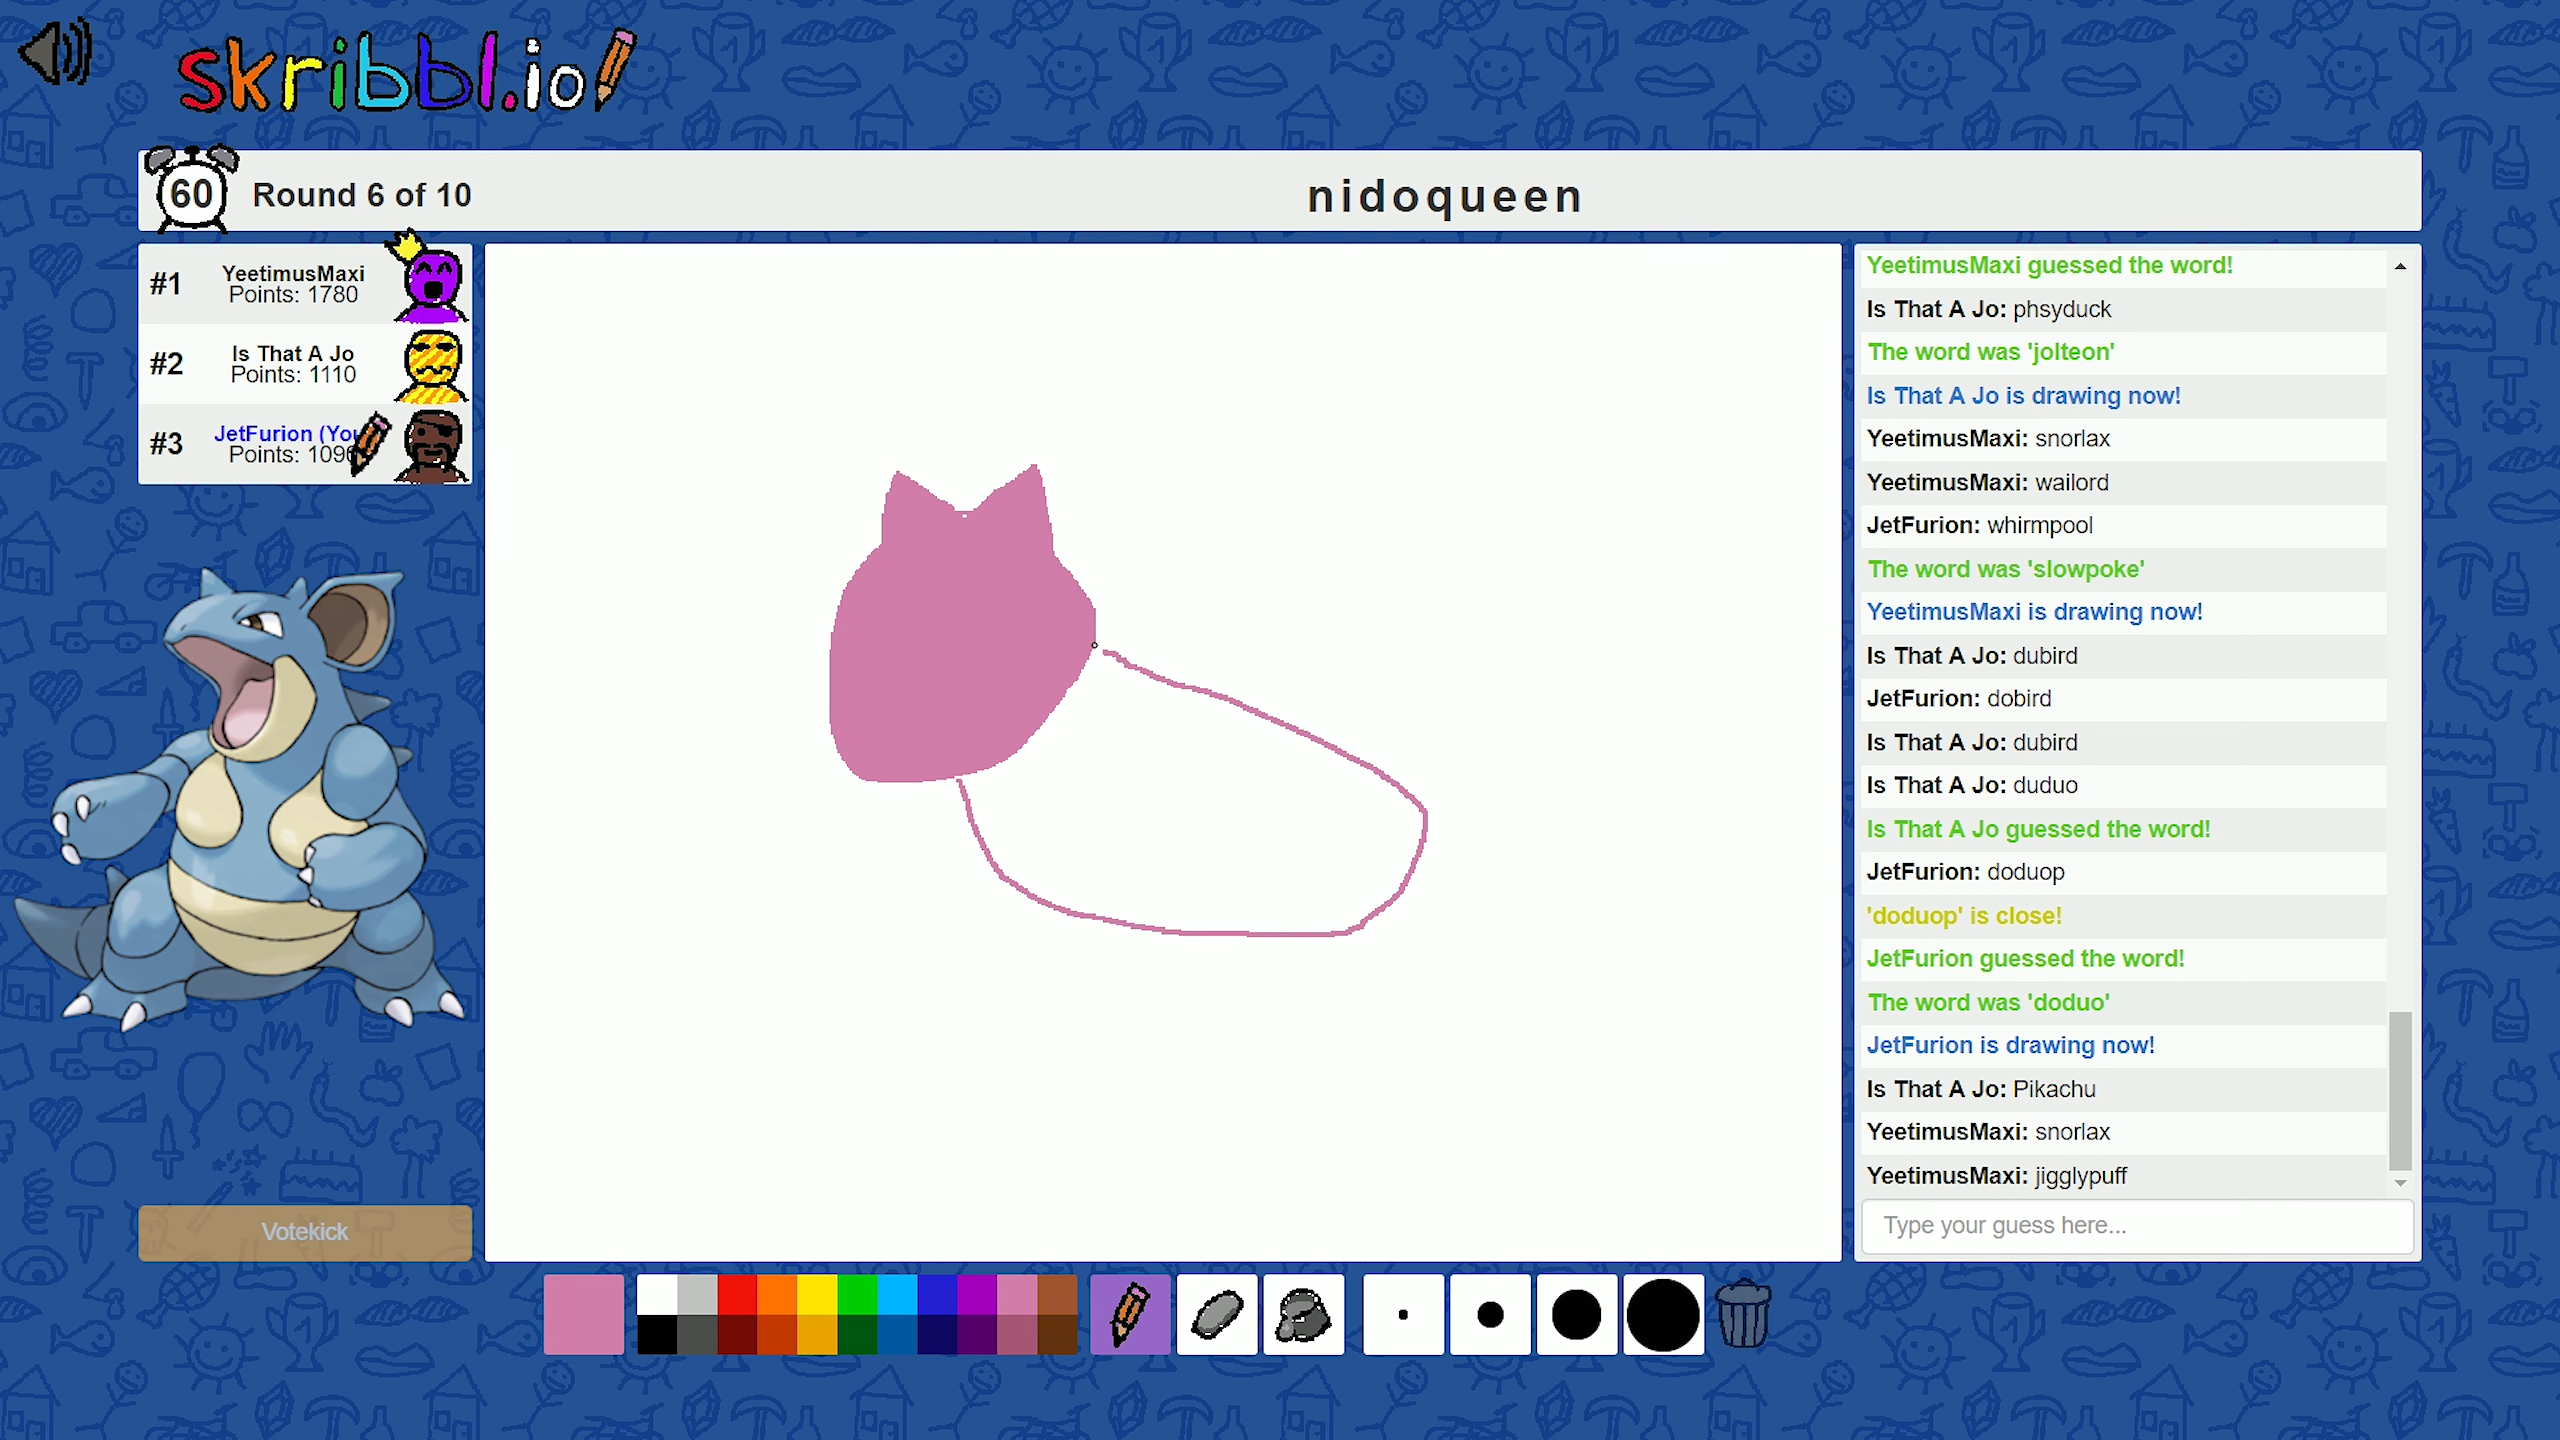 skribbl.io
60 Round 6 of 10 nidoqueen
#1 YeetimusMaxi
Points: 1780
#2 Is That A Jo
Points: 1110
#3 JetFurion (You
Points: 109
YeetimusMaxi guessed the word!
Is That A Jo: phsyduck
The word was 'jolteon'
Is That A Jo is drawing now!
YeetimusMaxi: snorlax
YeetimusMaxi: wailord
JetFurion: whirmpool
The word was 'slowpoke'
YeetimusMaxi is drawing now!
Is That A Jo: dubird
JetFurion: dobird
Is That A Jo: dubird
Is That A Jo: duduo
Is That A Jo guessed the word!
JetFurion: doduop
'doduop' is close!
JetFurion guessed the word!
The word was 'doduo'
JetFurion is drawing now!
Is That A Jo: Pikachu
YeetimusMaxi: snorlax
YeetimusMaxi: jigglypuff
Type your guess here...
Votekick